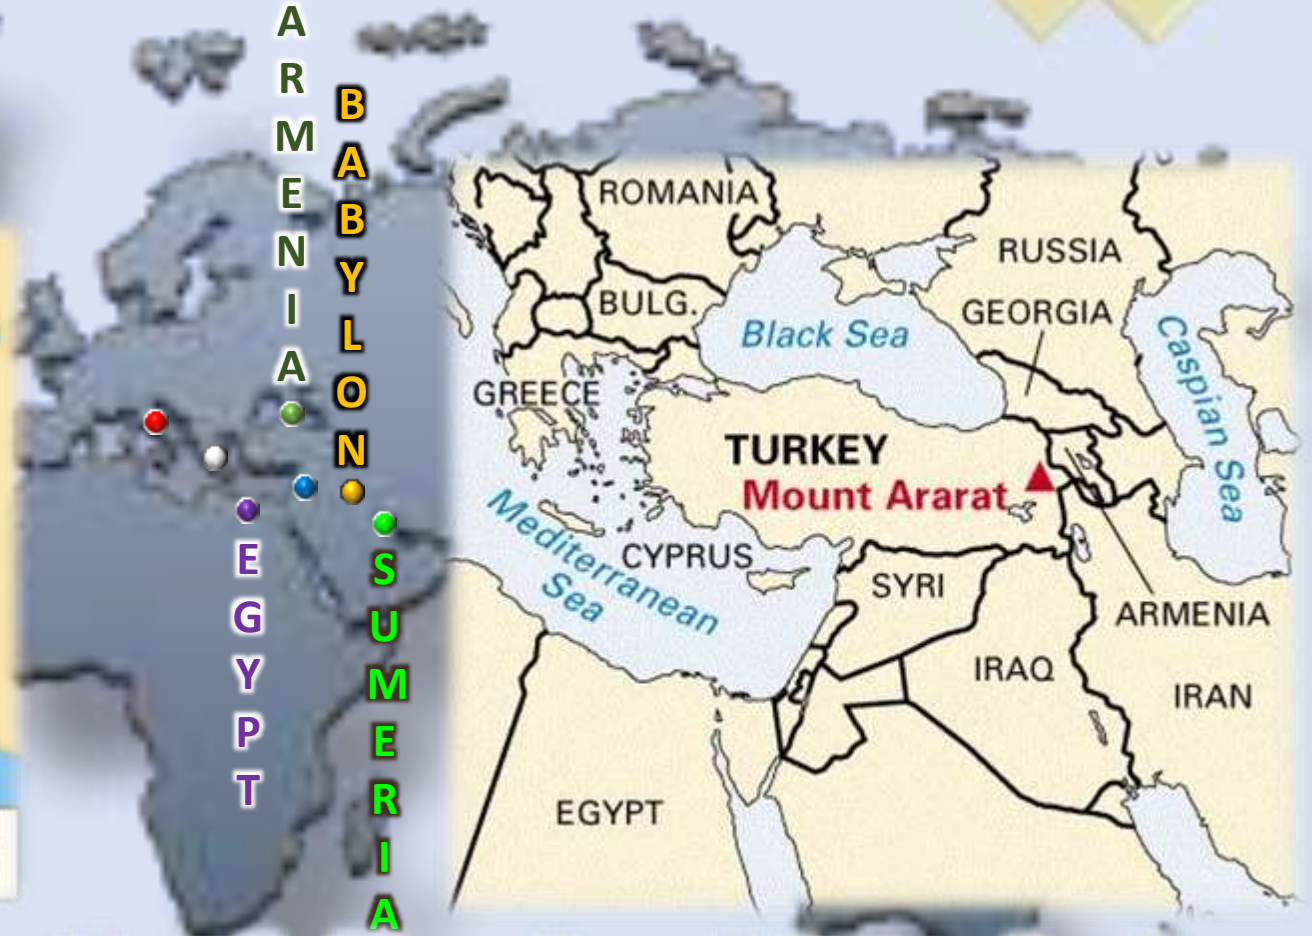 ARMENIA
BABYLON
EGYPT
SUMERIA
ROMANIA
RUSSIA
BULG.
GEORGIA
Black Sea
Caspian Sea
GREECE
TURKEY
Mount Ararat
Mediterranean
Sea
CYPRUS
SYRI
ARMENIA
IRAQ
IRAN
EGYPT